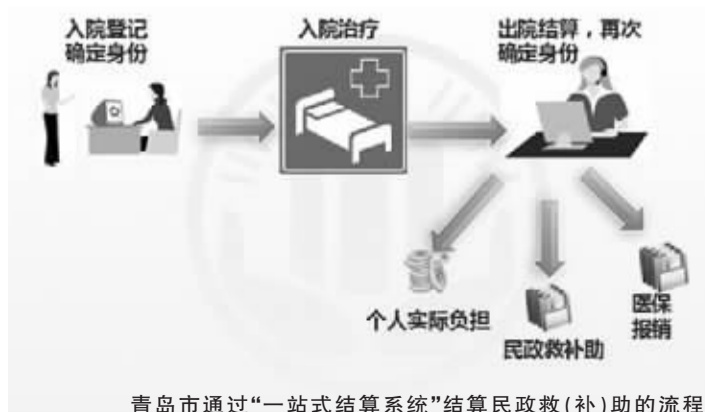 入院登记
确定身份
入院治疗
出院结算，再次
确定身份
个人实际负担
民政救补助
医保
报销
青岛市通过“一站式结算系统”结算民政救(补)助的流程